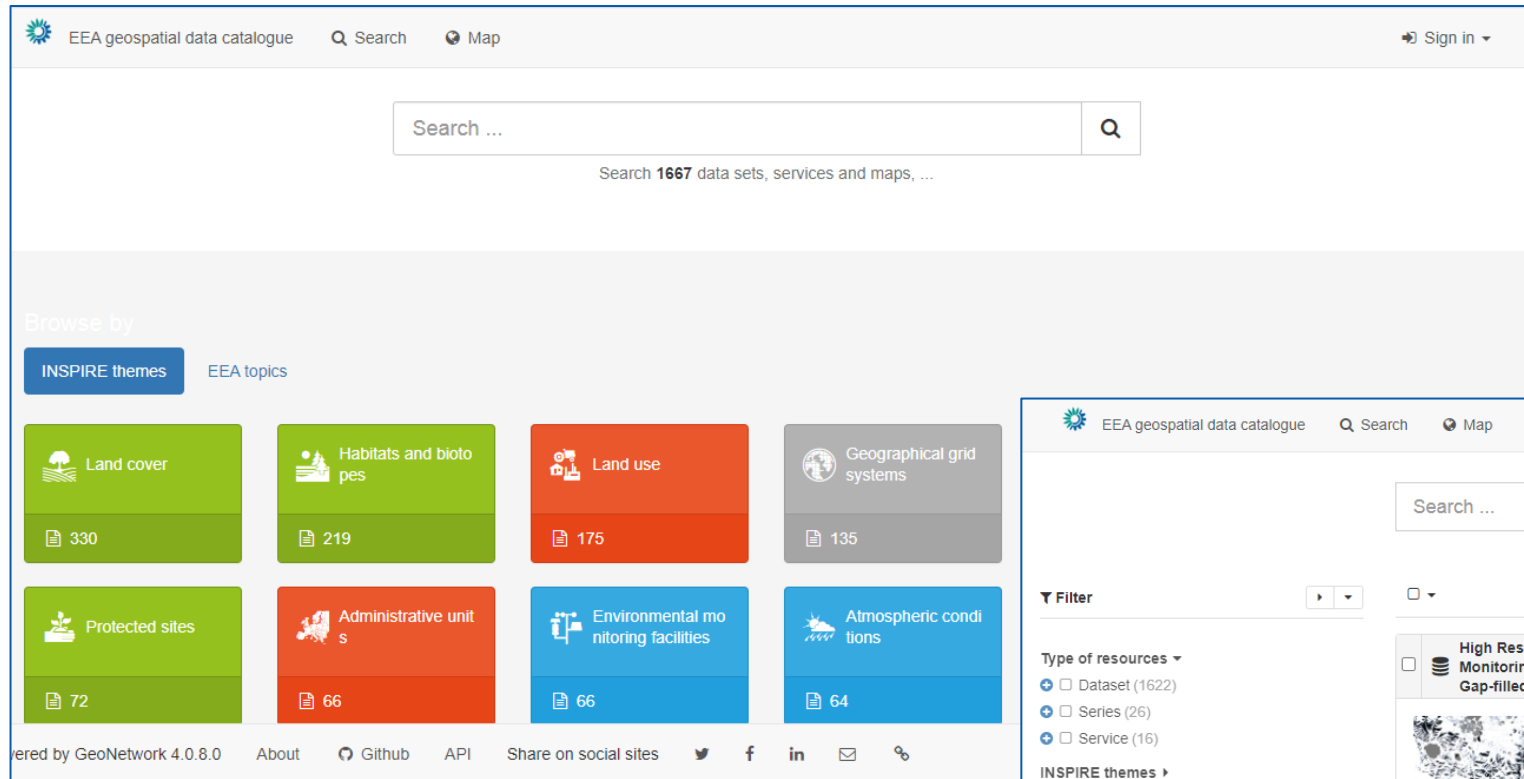 EEA geospatial data catalogue Search Map Sign in
Search ...
Search 1667 data sets, services and maps, ...
Browse by
INSPIRE themes EEA topics
Land cover
330
Habitats and bioto
pes
219
Land use
175
Geographical grid
systems
135
Protected sites
72
Administrative unit
s
66
Environmental mo
nitoring facilities
66
Atmospheric condi
tions
64
by GeoNetwork 4.0.8.0 About Github API Share on social sites
EEA geospatial data catalogue Search Map
Search ...
Filter
Type of resources
Dataset (1622)
Series (26)
Service (16)
INSPIRE themes
High Res
Monitorin
Gap-filled